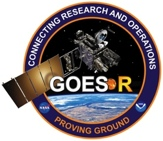 CONNECTING RESEARCH AND OPERATIONS
GOES R
PROVING GROUND